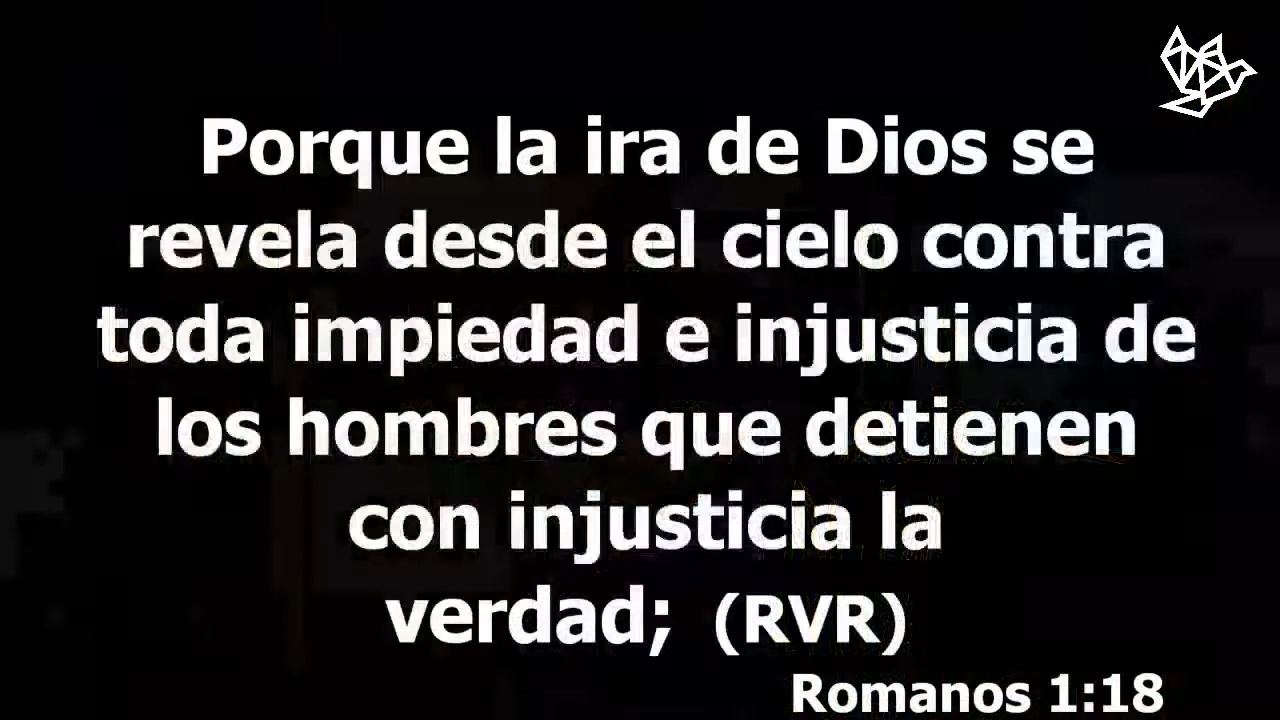 Porque la ira de Dios se
revela desde el cielo contra
toda impiedad e injusticia de
los hombres que detienen
con injusticia la
verdad; (RVR)
Romanos 1:18